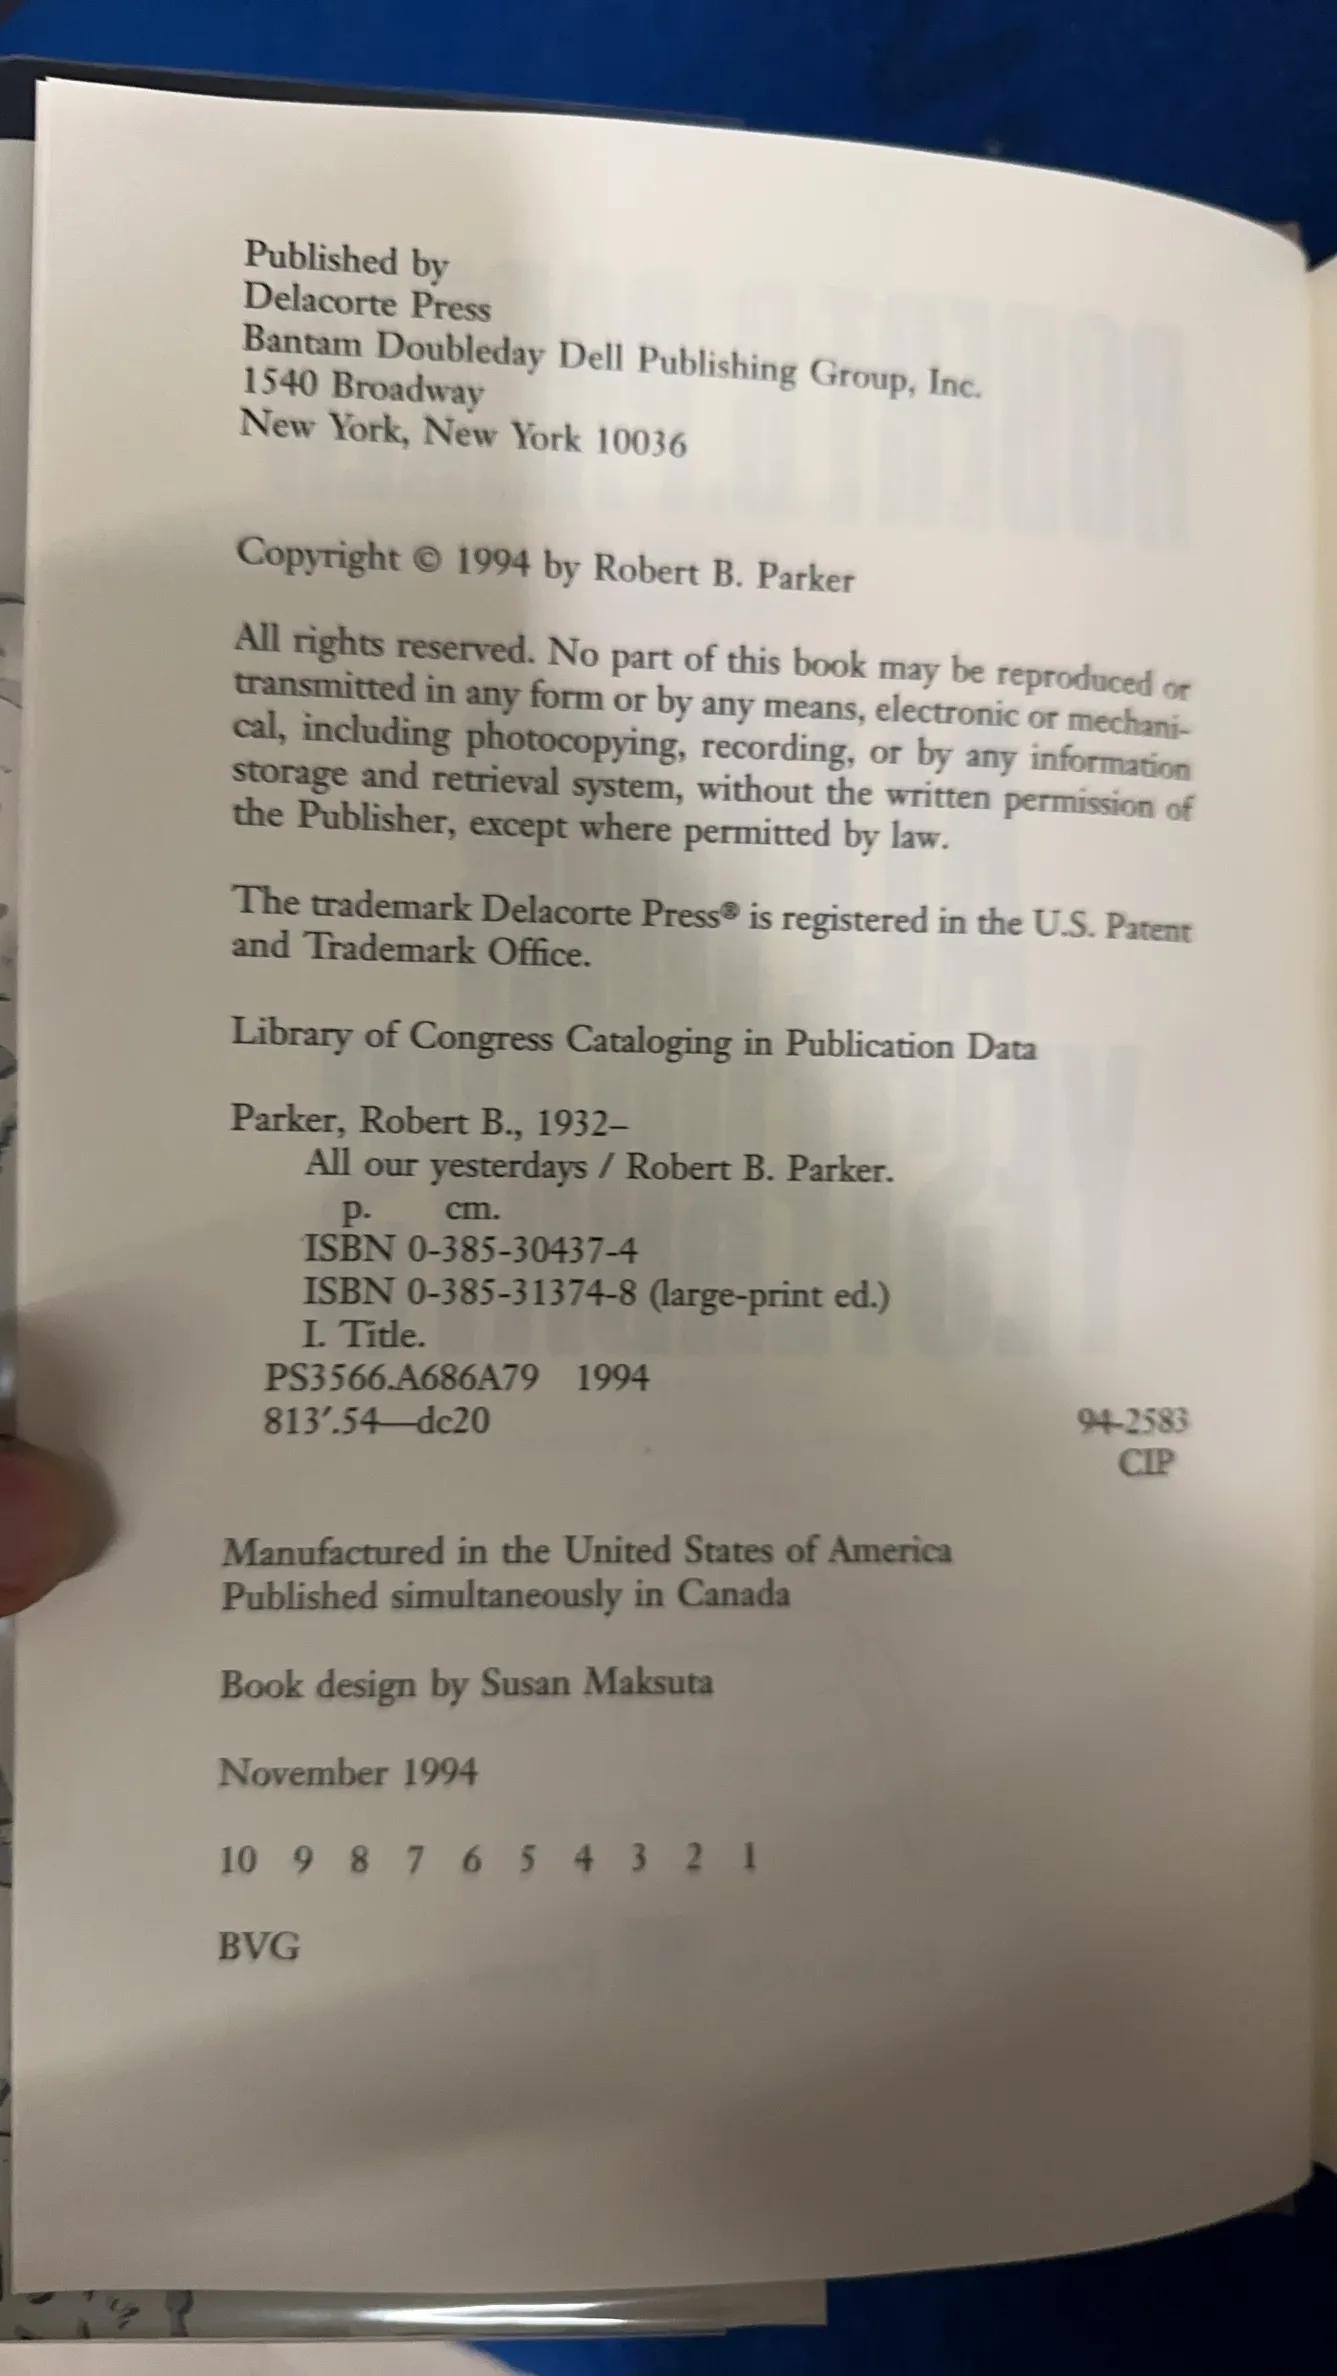 Published by
Delacorte Press
Bantam Doubleday Dell Publishing Group, Inc.
1540 Broadway
New York, New York 10036
Copyright © 1994 by Robert B. Parker
All rights reserved. No part of this book may be reproduced or
transmitted in any form or by any means, electronic or mechani-
cal, including photocopying, recording, or by any information
storage and retrieval system, without the written permission of
the Publisher, except where permitted by law.
The trademark Delacorte Press® is registered in the U.S. Patent
and Trademark Office.
Library of Congress Cataloging in Publication Data
Parker, Robert B., 1932–
All our yesterdays / Robert B. Parker.
p. cm.
ISBN 0-385-30437-4
ISBN 0-385-31374-8 (large-print ed.)
I. Title.
PS3566.A686A79 1994
813′.54—dc20 94-2583
CIP
Manufactured in the United States of America
Published simultaneously in Canada
Book design by Susan Maksuta
November 1994
10 9 8 7 6 5 4 3 2 1
BVG